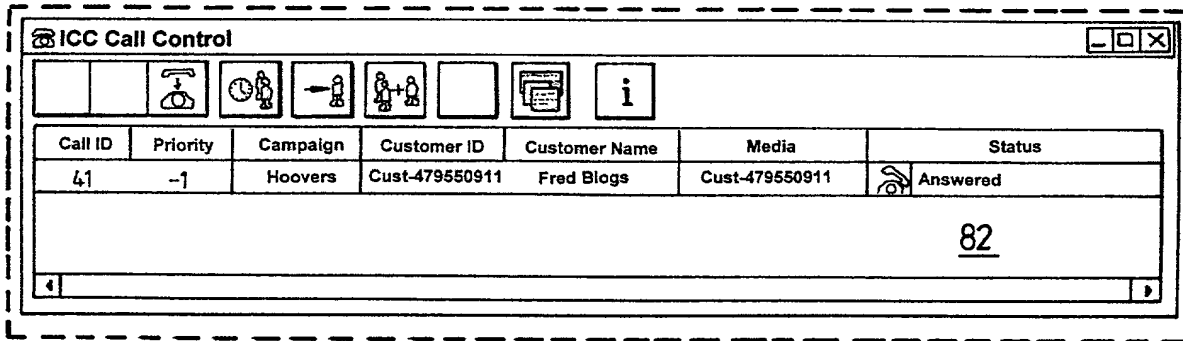 ICC Call Control
i
Call ID Priority Campaign Customer ID Customer Name Media Status
41 -1 Hoovers Cust-479550911 Fred Blogs Cust-479550911 Answered
82